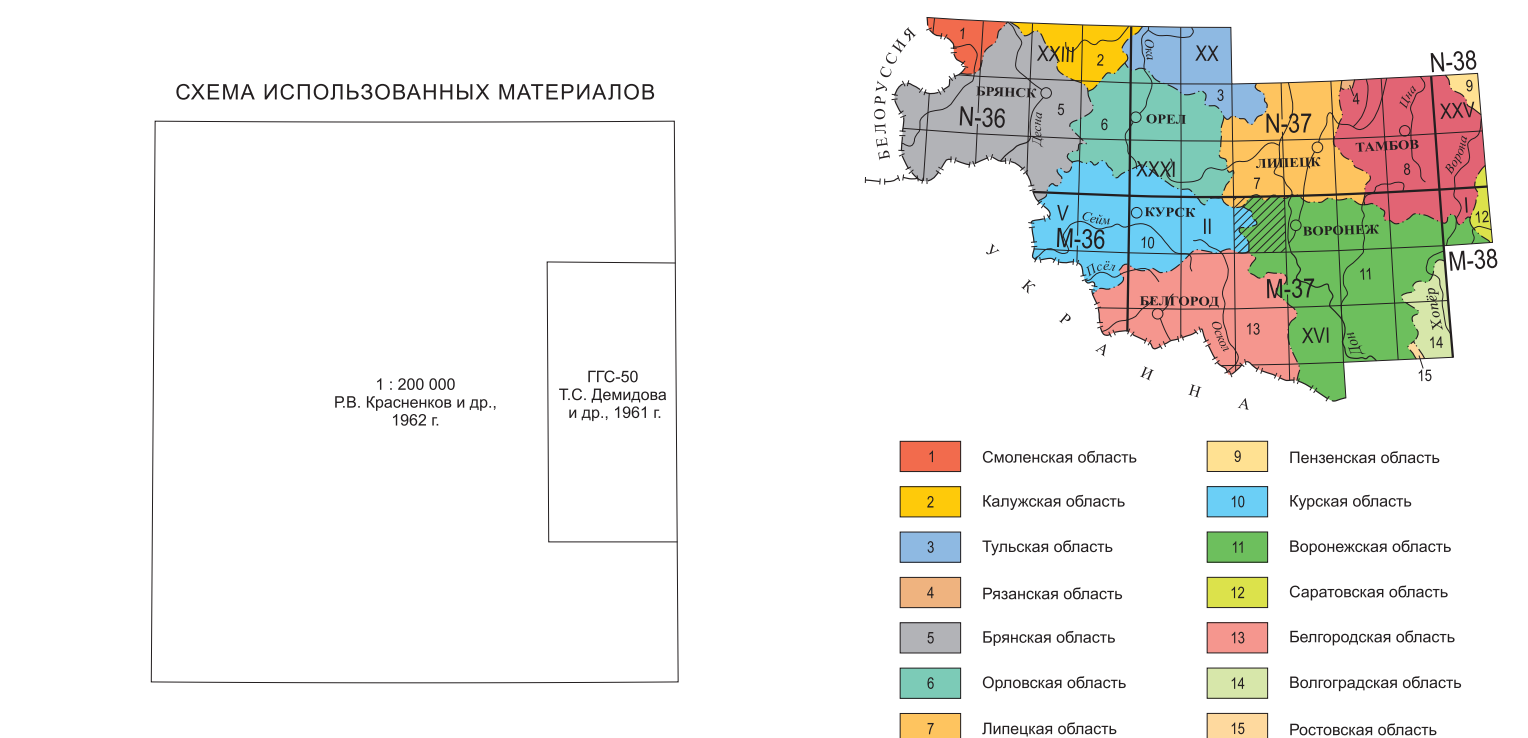 СХЕМА ИСПОЛЬЗОВАННЫХ МАТЕРИАЛОВ
1 : 200 000
Р.В. Красненков и др.,
1962 г.
ГГС-50
Т.С. Демидова
и др., 1961 г.
БЕЛОРУССИЯ
1
XXIII
2
Ока
XX
N-38
9
БРЯНСК
5
3
4
Цна
XXV
N-36
Десна
6
ОРЕЛ
N-37
ТАМБОВ
Ворона
XXXI
ЛИПЕЦК
7
8
V
Сейм
КУРСК
II
I
12
M-36
10
ВОРОНЕЖ
Псёл
11
M-38
БЕЛГОРОД
M-37
Хопёр
Оскол
13
XVI
Дон
14
15
УКРАИНА
1 Смоленская область
2 Калужская область
3 Тульская область
4 Рязанская область
5 Брянская область
6 Орловская область
7 Липецкая область
9 Пензенская область
10 Курская область
11 Воронежская область
12 Саратовская область
13 Белгородская область
14 Волгоградская область
15 Ростовская область